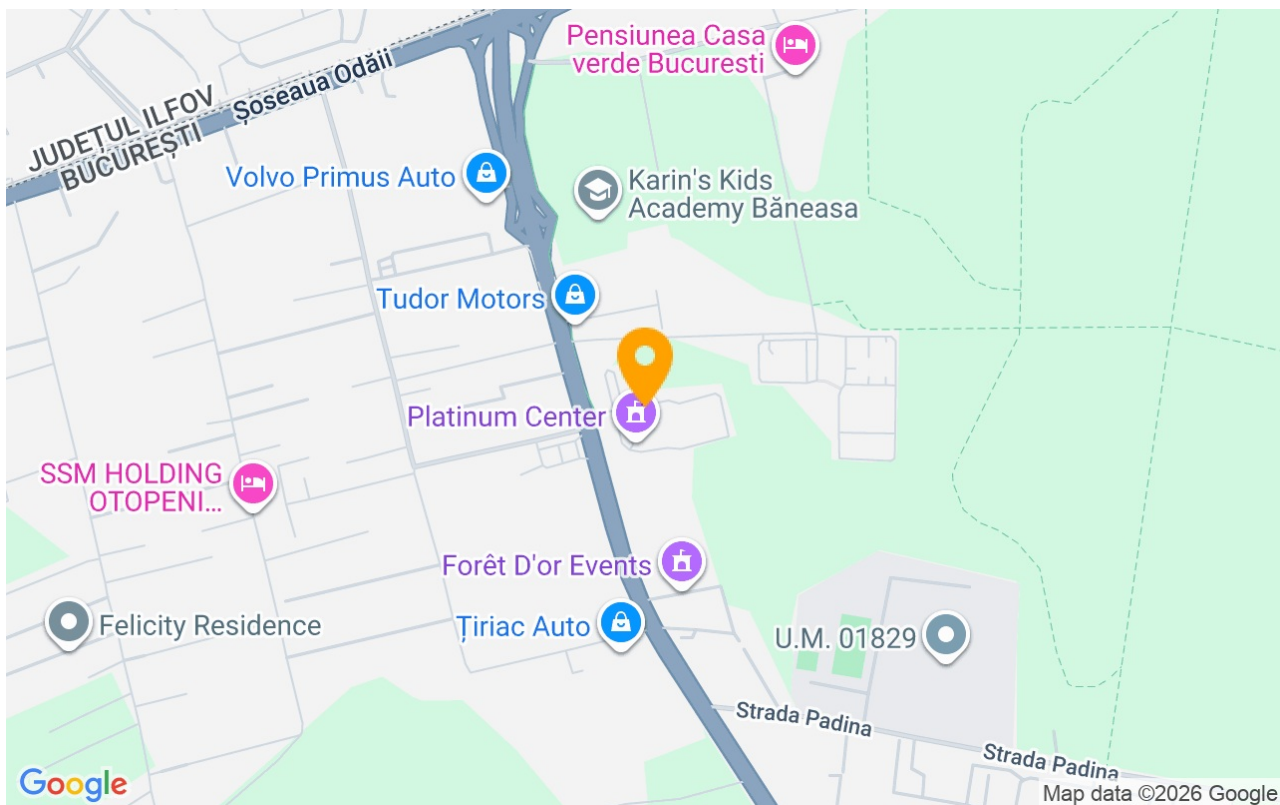 Pensiunea Casa
verde Bucuresti
Șoseaua Odăii
JUDEȚUL ILFOV
BUCUREȘTI
Volvo Primus Auto
Karin's Kids
Academy Băneasa
Tudor Motors
Platinum Center
SSM HOLDING
OTOPENI...
Forêt D'or Events
Țiriac Auto
Felicity Residence
U.M. 01829
Strada Padina
Strada Padina
Google
Map data ©2026 Google